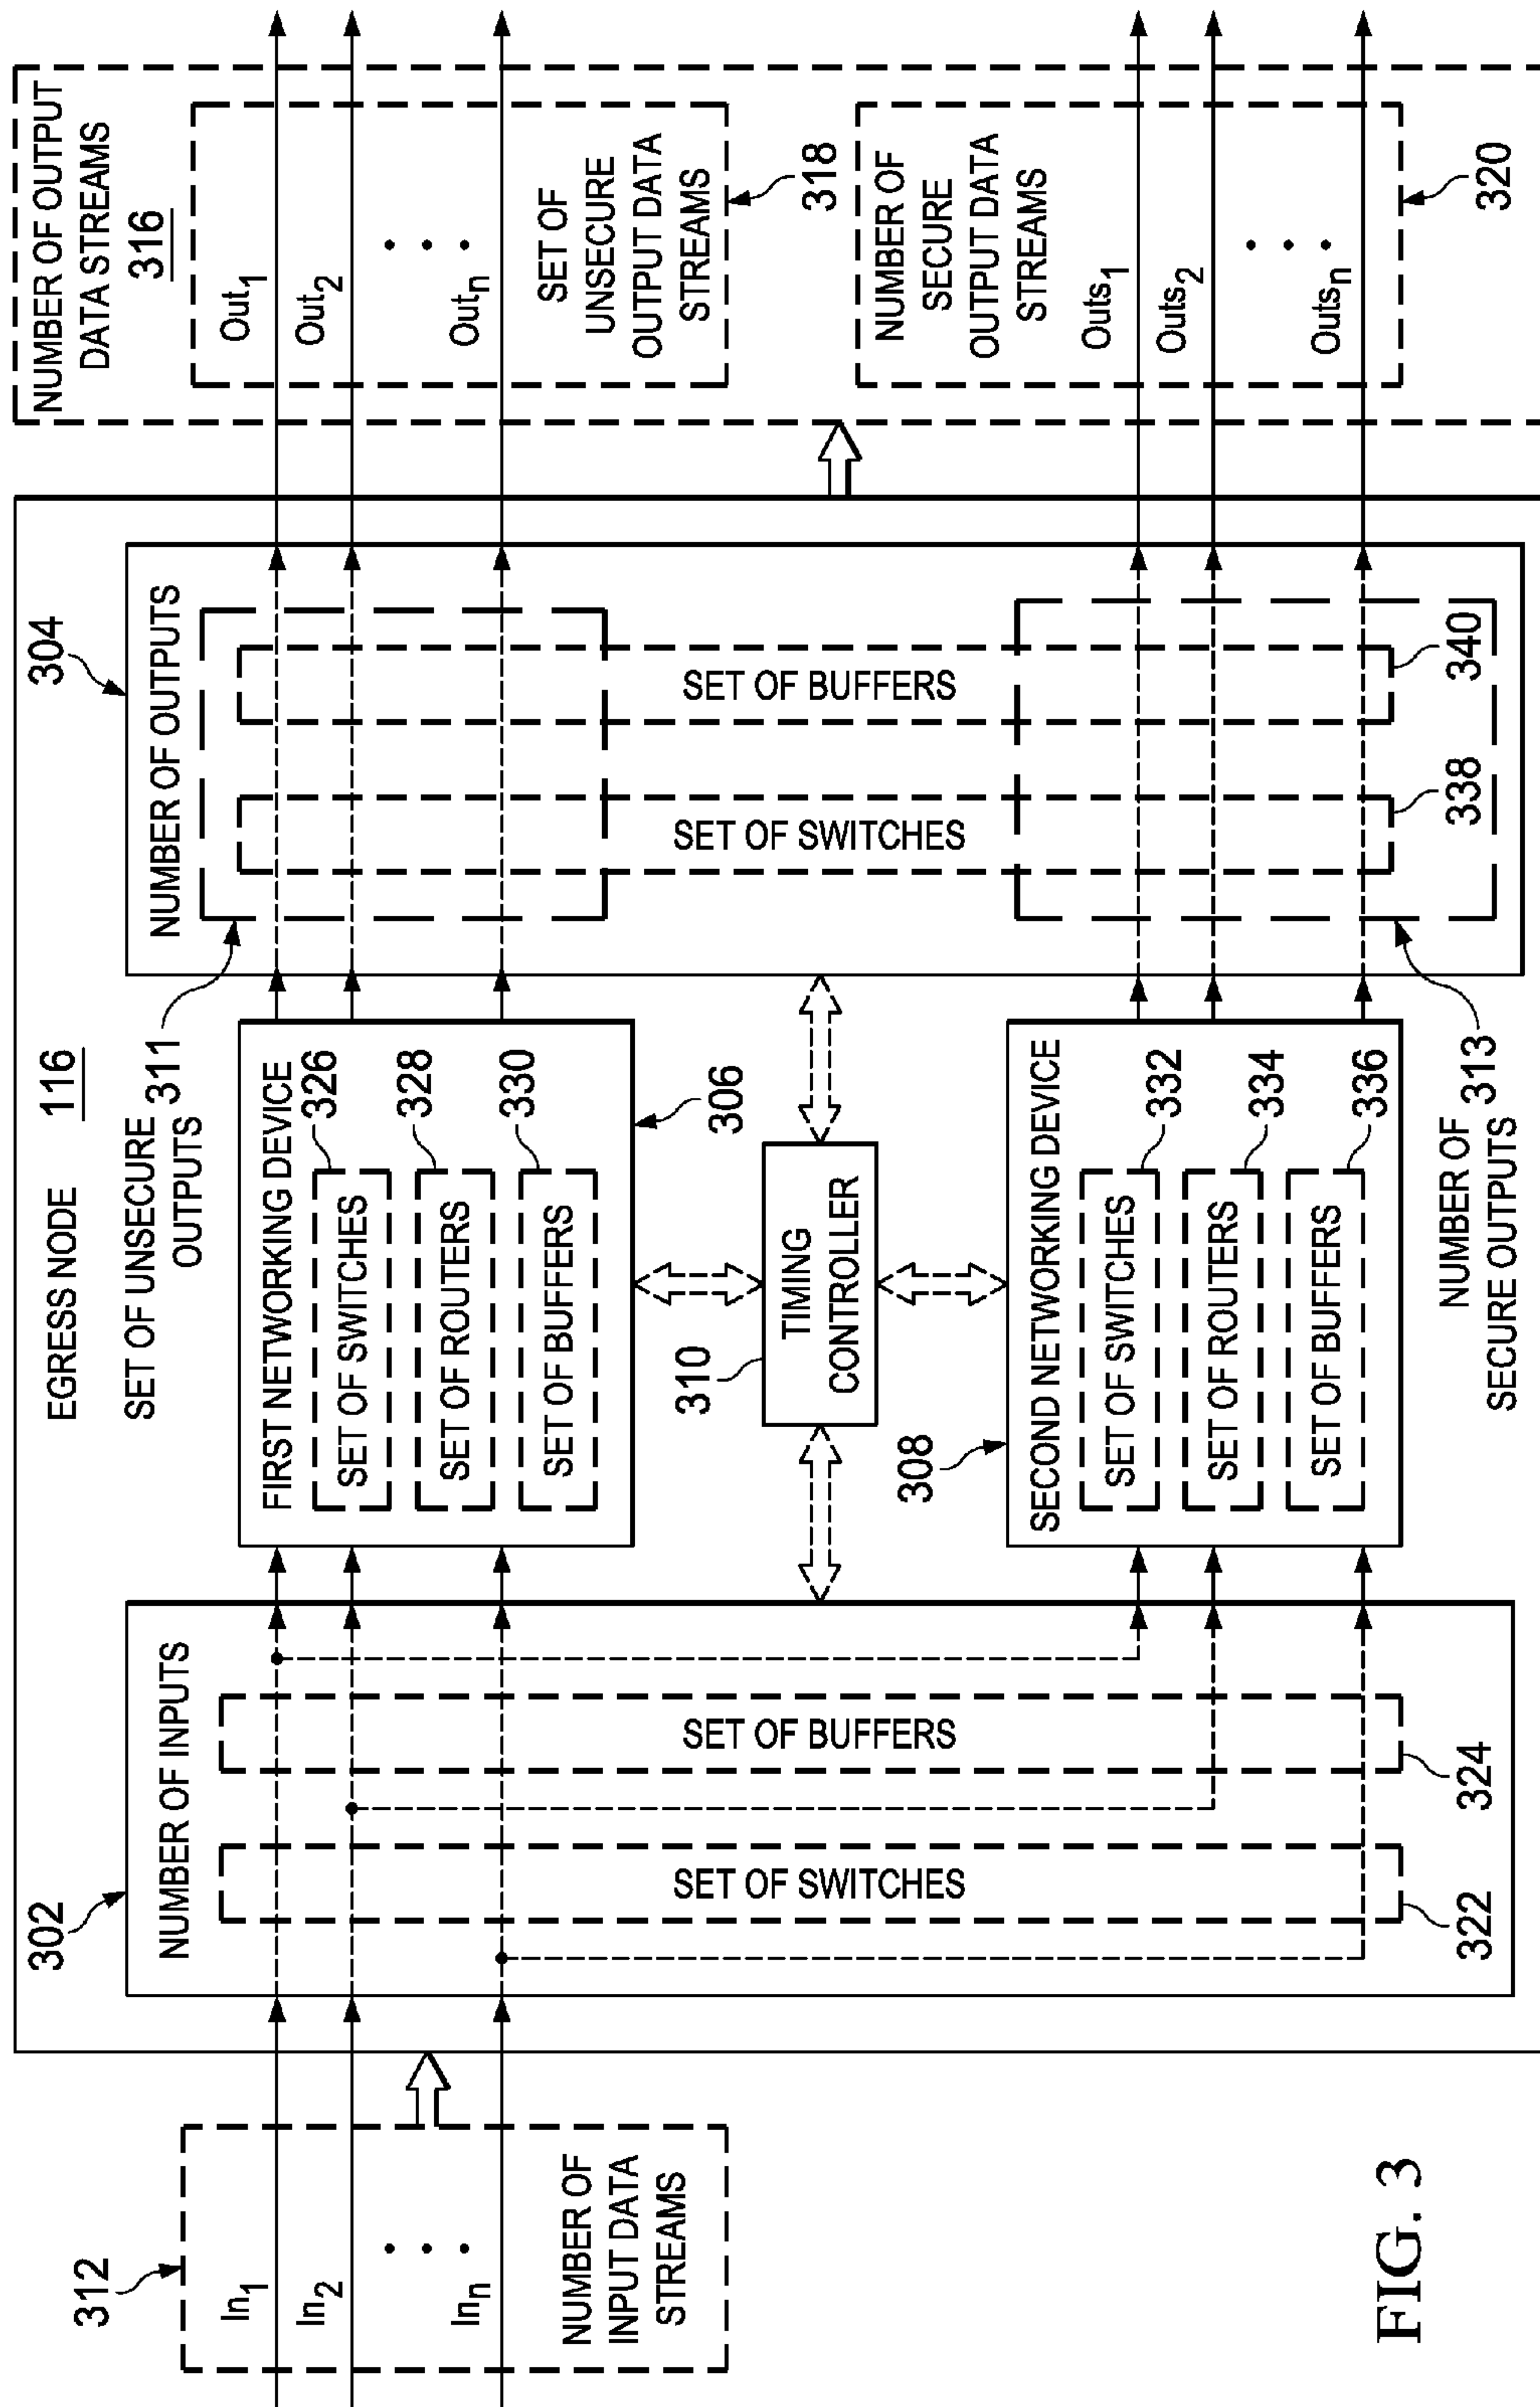 312
In1
In2
Inn
NUMBER OF
INPUT DATA
STREAMS
EGRESS NODE 116
302
NUMBER OF INPUTS
SET OF SWITCHES
322
SET OF BUFFERS
324
SET OF UNSECURE
OUTPUTS
311
FIRST NETWORKING DEVICE
SET OF SWITCHES
326
SET OF ROUTERS
328
SET OF BUFFERS
330
306
310
TIMING
CONTROLLER
308
SECOND NETWORKING DEVICE
SET OF SWITCHES
332
SET OF ROUTERS
334
SET OF BUFFERS
336
NUMBER OF
SECURE OUTPUTS
313
304
NUMBER OF OUTPUTS
SET OF SWITCHES
338
SET OF BUFFERS
340
NUMBER OF OUTPUT
DATA STREAMS
316
Out1
Out2
Outn
SET OF
UNSECURE
OUTPUT DATA
STREAMS
318
NUMBER OF
SECURE
OUTPUT DATA
STREAMS
Outs1
Outs2
Outsn
320
FIG. 3